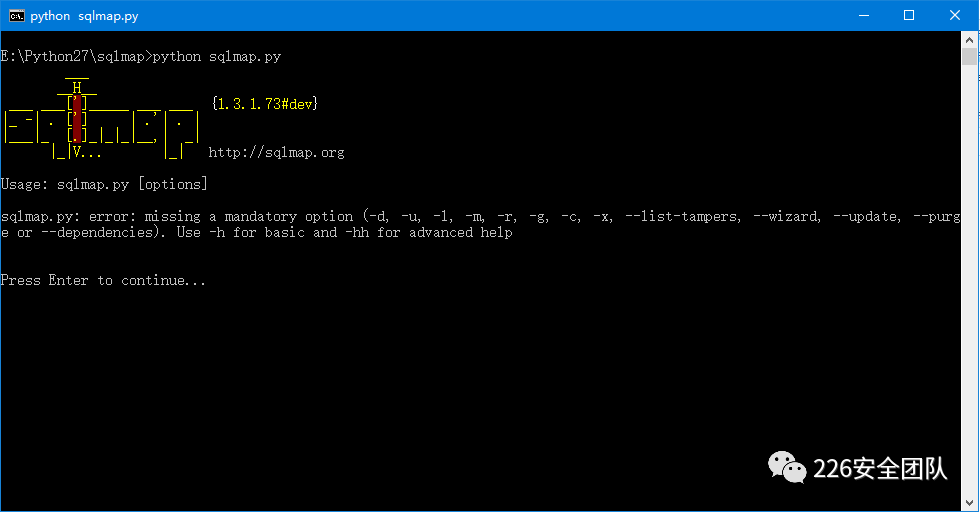 python  sqlmap.py
E:\Python27\sqlmap>python sqlmap.py
        ___
       __H__
 ___ ___[']_____ ___ ___  {1.3.1.73#dev}
|_ -| . [']     | .'| . |
|___|_  [.]_|_|_|__,|  _|
      |_|V...       |_|   http://sqlmap.org
Usage: sqlmap.py [options]
sqlmap.py: error: missing a mandatory option (-d, -u, -l, -m, -r, -g, -c, -x, --list-tampers, --wizard, --update, --purg
e or --dependencies). Use -h for basic and -hh for advanced help
Press Enter to continue...
226安全团队